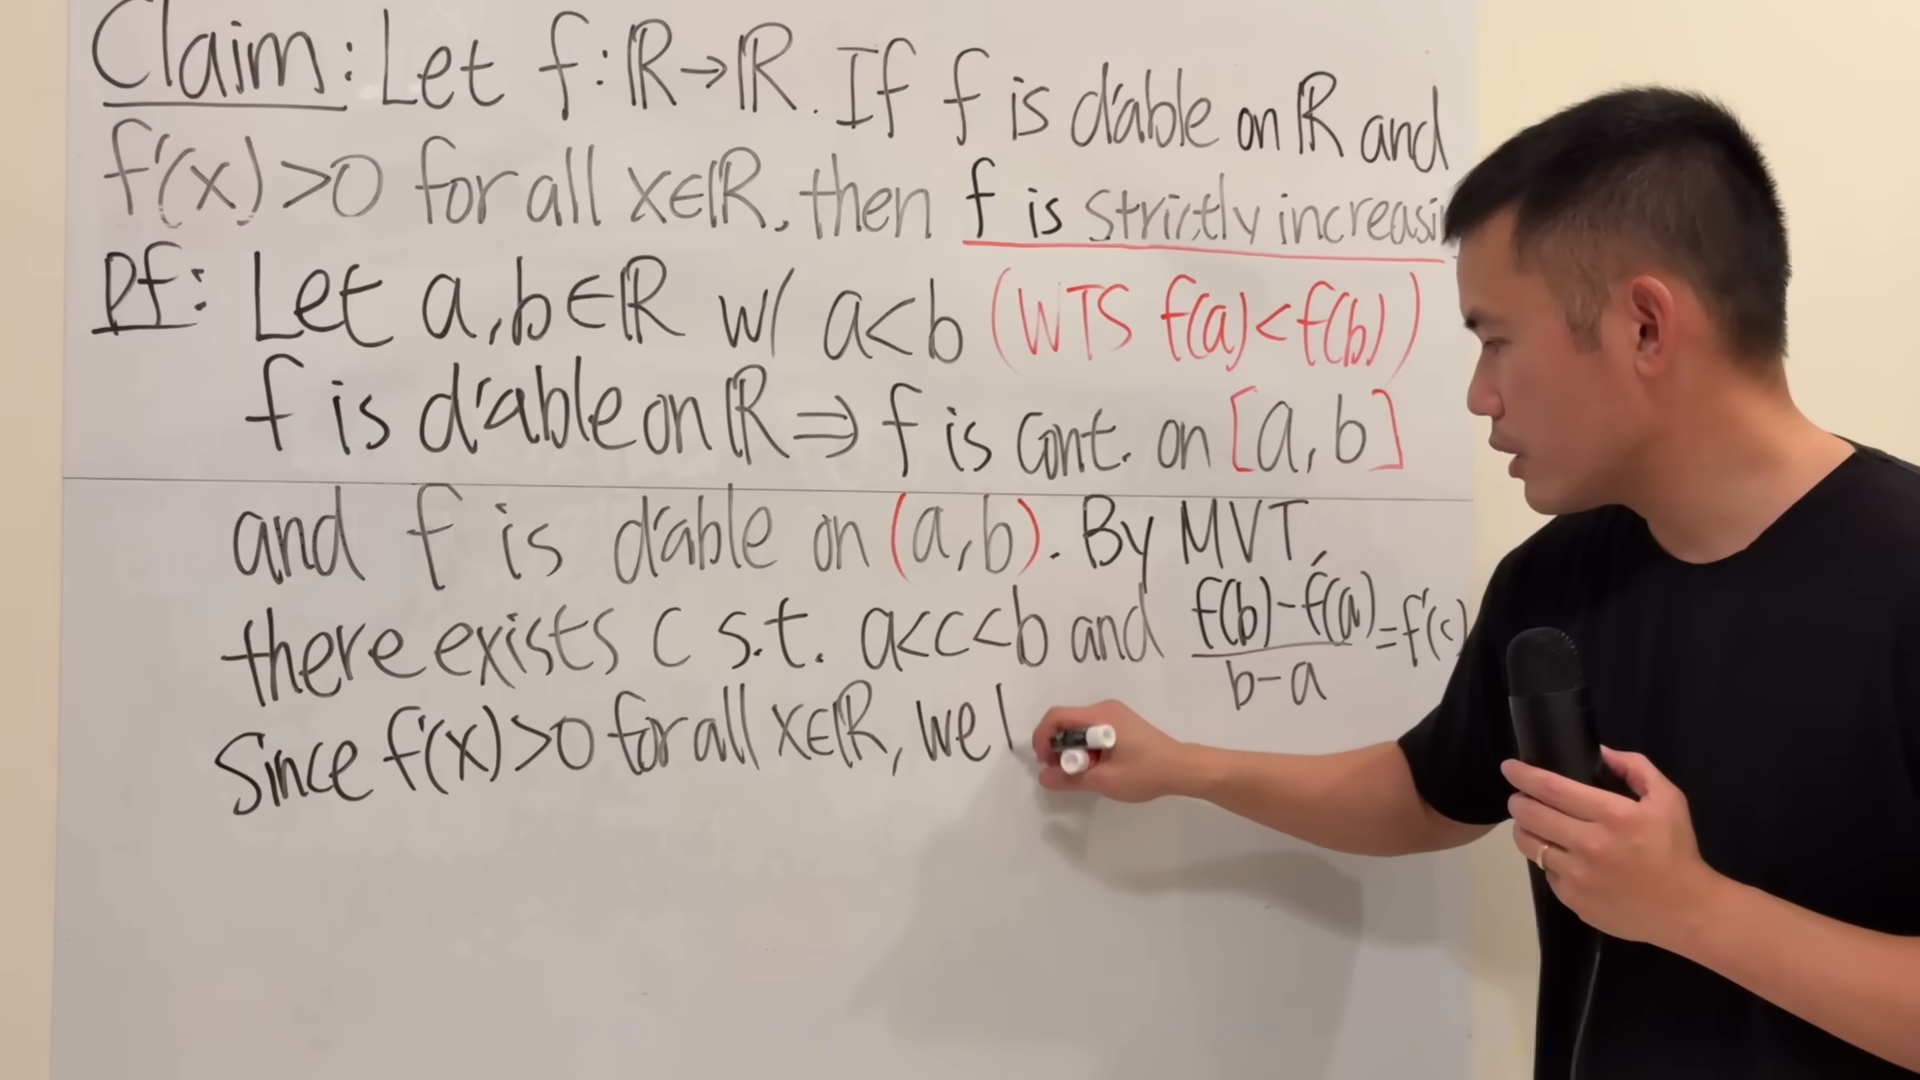 Claim: Let f: ℝ→ℝ. If f is d'able on ℝ and
f'(x)>0 for all x∈ℝ, then f is strictly increasi
Pf: Let a,b∈ℝ w/ a<b (WTS f(a)<f(b))
f is d'able on ℝ ⇒ f is cont. on [a,b]
and f is d'able on (a,b). By MVT,
there exists c s.t. a<c<b and (f(b)-f(a))/(b-a) = f'(c)
Since f'(x)>0 for all x∈ℝ, we